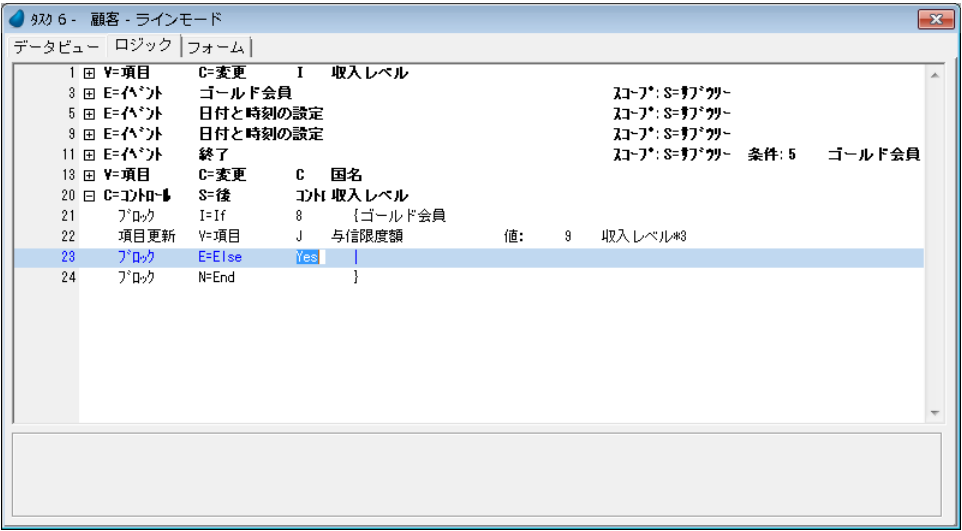 ﾀｽｸ 6 - 顧客 - ラインモード
データビュー ロジック フォーム
1 V=項目 C=変更 I 収入レベル
3 E=ｲﾍﾞﾝﾄ ゴールド会員 ｽｺｰﾌﾟ: S=ｻﾌﾞﾂﾘｰ
5 E=ｲﾍﾞﾝﾄ 日付と時刻の設定 ｽｺｰﾌﾟ: S=ｻﾌﾞﾂﾘｰ
9 E=ｲﾍﾞﾝﾄ 日付と時刻の設定 ｽｺｰﾌﾟ: S=ｻﾌﾞﾂﾘｰ
11 E=ｲﾍﾞﾝﾄ 終了 ｽｺｰﾌﾟ: S=ｻﾌﾞﾂﾘｰ 条件: 5 ゴールド会員
13 V=項目 C=変更 C 国名
20 C=ｺﾝﾄﾛｰﾙ S=後 ｺﾝﾄﾛ 収入レベル
21 ﾌﾞﾛｯｸ I=If 8 {ゴールド会員
22 項目更新 V=項目 J 与信限度額 値: 9 収入レベル*3
23 ﾌﾞﾛｯｸ E=Else Yes |
24 ﾌﾞﾛｯｸ N=End }